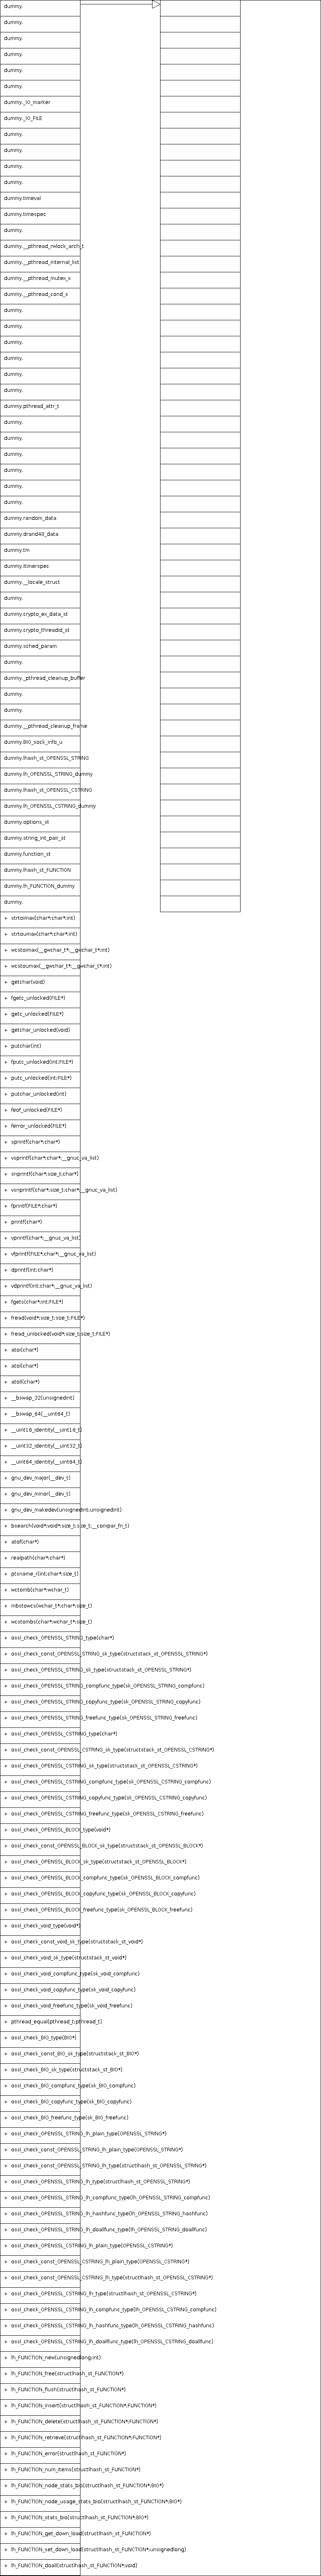 dummy.
dummy.
dummy.
dummy.
dummy.
dummy.
dummy._IO_marker
dummy._IO_FILE
dummy.
dummy.
dummy.
dummy.
dummy.timeval
dummy.timespec
dummy.
dummy.__pthread_rwlock_arch_t
dummy.__pthread_internal_list
dummy.__pthread_mutex_s
dummy.__pthread_cond_s
dummy.
dummy.
dummy.
dummy.
dummy.
dummy.
dummy.pthread_attr_t
dummy.
dummy.
dummy.
dummy.
dummy.
dummy.
dummy.random_data
dummy.drand48_data
dummy.tm
dummy.itimerspec
dummy.__locale_struct
dummy.
dummy.crypto_ex_data_st
dummy.crypto_threadid_st
dummy.sched_param
dummy.
dummy._pthread_cleanup_buffer
dummy.
dummy.
dummy.__pthread_cleanup_frame
dummy.BIO_sock_info_u
dummy.lhash_st_OPENSSL_STRING
dummy.lh_OPENSSL_STRING_dummy
dummy.lhash_st_OPENSSL_CSTRING
dummy.lh_OPENSSL_CSTRING_dummy
dummy.options_st
dummy.string_int_pair_st
dummy.function_st
dummy.lhash_st_FUNCTION
dummy.lh_FUNCTION_dummy
dummy.
+ strtoimax(char*;char*;int)
+ strtoumax(char*;char*;int)
+ wcstoimax(__gwchar_t*;__gwchar_t*;int)
+ wcstoumax(__gwchar_t*;__gwchar_t*;int)
+ getchar(void)
+ fgetc_unlocked(FILE*)
+ getc_unlocked(FILE*)
+ getchar_unlocked(void)
+ putchar(int)
+ fputc_unlocked(int;FILE*)
+ putc_unlocked(int;FILE*)
+ putchar_unlocked(int)
+ feof_unlocked(FILE*)
+ ferror_unlocked(FILE*)
+ sprintf(char*;char*)
+ vsprintf(char*;char*;__gnuc_va_list)
+ snprintf(char*;size_t;char*)
+ vsnprintf(char*;size_t;char*;__gnuc_va_list)
+ fprintf(FILE*;char*)
+ printf(char*)
+ vprintf(char*;__gnuc_va_list)
+ vfprintf(FILE*;char*;__gnuc_va_list)
+ dprintf(int;char*)
+ vdprintf(int;char*;__gnuc_va_list)
+ fgets(char*;int;FILE*)
+ fread(void*;size_t;size_t;FILE*)
+ fread_unlocked(void*;size_t;size_t;FILE*)
+ atoi(char*)
+ atol(char*)
+ atoll(char*)
+ __bswap_32(unsignedint)
+ __bswap_64(__uint64_t)
+ __uint16_identity(__uint16_t)
+ __uint32_identity(__uint32_t)
+ __uint64_identity(__uint64_t)
+ gnu_dev_major(__dev_t)
+ gnu_dev_minor(__dev_t)
+ gnu_dev_makedev(unsignedint;unsignedint)
+ bsearch(void*;void*;size_t;size_t;__compar_fn_t)
+ atof(char*)
+ realpath(char*;char*)
+ ptsname_r(int;char*;size_t)
+ wctomb(char*;wchar_t)
+ mbstowcs(wchar_t*;char*;size_t)
+ wcstombs(char*;wchar_t*;size_t)
+ ossl_check_OPENSSL_STRING_type(char*)
+ ossl_check_const_OPENSSL_STRING_sk_type(structstack_st_OPENSSL_STRING*)
+ ossl_check_OPENSSL_STRING_sk_type(structstack_st_OPENSSL_STRING*)
+ ossl_check_OPENSSL_STRING_compfunc_type(sk_OPENSSL_STRING_compfunc)
+ ossl_check_OPENSSL_STRING_copyfunc_type(sk_OPENSSL_STRING_copyfunc)
+ ossl_check_OPENSSL_STRING_freefunc_type(sk_OPENSSL_STRING_freefunc)
+ ossl_check_OPENSSL_CSTRING_type(char*)
+ ossl_check_const_OPENSSL_CSTRING_sk_type(structstack_st_OPENSSL_CSTRING*)
+ ossl_check_OPENSSL_CSTRING_sk_type(structstack_st_OPENSSL_CSTRING*)
+ ossl_check_OPENSSL_CSTRING_compfunc_type(sk_OPENSSL_CSTRING_compfunc)
+ ossl_check_OPENSSL_CSTRING_copyfunc_type(sk_OPENSSL_CSTRING_copyfunc)
+ ossl_check_OPENSSL_CSTRING_freefunc_type(sk_OPENSSL_CSTRING_freefunc)
+ ossl_check_OPENSSL_BLOCK_type(void*)
+ ossl_check_const_OPENSSL_BLOCK_sk_type(structstack_st_OPENSSL_BLOCK*)
+ ossl_check_OPENSSL_BLOCK_sk_type(structstack_st_OPENSSL_BLOCK*)
+ ossl_check_OPENSSL_BLOCK_compfunc_type(sk_OPENSSL_BLOCK_compfunc)
+ ossl_check_OPENSSL_BLOCK_copyfunc_type(sk_OPENSSL_BLOCK_copyfunc)
+ ossl_check_OPENSSL_BLOCK_freefunc_type(sk_OPENSSL_BLOCK_freefunc)
+ ossl_check_void_type(void*)
+ ossl_check_const_void_sk_type(structstack_st_void*)
+ ossl_check_void_sk_type(structstack_st_void*)
+ ossl_check_void_compfunc_type(sk_void_compfunc)
+ ossl_check_void_copyfunc_type(sk_void_copyfunc)
+ ossl_check_void_freefunc_type(sk_void_freefunc)
+ pthread_equal(pthread_t;pthread_t)
+ ossl_check_BIO_type(BIO*)
+ ossl_check_const_BIO_sk_type(structstack_st_BIO*)
+ ossl_check_BIO_sk_type(structstack_st_BIO*)
+ ossl_check_BIO_compfunc_type(sk_BIO_compfunc)
+ ossl_check_BIO_copyfunc_type(sk_BIO_copyfunc)
+ ossl_check_BIO_freefunc_type(sk_BIO_freefunc)
+ ossl_check_OPENSSL_STRING_lh_plain_type(OPENSSL_STRING*)
+ ossl_check_const_OPENSSL_STRING_lh_plain_type(OPENSSL_STRING*)
+ ossl_check_const_OPENSSL_STRING_lh_type(structlhash_st_OPENSSL_STRING*)
+ ossl_check_OPENSSL_STRING_lh_type(structlhash_st_OPENSSL_STRING*)
+ ossl_check_OPENSSL_STRING_lh_compfunc_type(lh_OPENSSL_STRING_compfunc)
+ ossl_check_OPENSSL_STRING_lh_hashfunc_type(lh_OPENSSL_STRING_hashfunc)
+ ossl_check_OPENSSL_STRING_lh_doallfunc_type(lh_OPENSSL_STRING_doallfunc)
+ ossl_check_OPENSSL_CSTRING_lh_plain_type(OPENSSL_CSTRING*)
+ ossl_check_const_OPENSSL_CSTRING_lh_plain_type(OPENSSL_CSTRING*)
+ ossl_check_const_OPENSSL_CSTRING_lh_type(structlhash_st_OPENSSL_CSTRING*)
+ ossl_check_OPENSSL_CSTRING_lh_type(structlhash_st_OPENSSL_CSTRING*)
+ ossl_check_OPENSSL_CSTRING_lh_compfunc_type(lh_OPENSSL_CSTRING_compfunc)
+ ossl_check_OPENSSL_CSTRING_lh_hashfunc_type(lh_OPENSSL_CSTRING_hashfunc)
+ ossl_check_OPENSSL_CSTRING_lh_doallfunc_type(lh_OPENSSL_CSTRING_doallfunc)
+ lh_FUNCTION_new(unsignedlong;int)
+ lh_FUNCTION_free(structlhash_st_FUNCTION*)
+ lh_FUNCTION_flush(structlhash_st_FUNCTION*)
+ lh_FUNCTION_insert(structlhash_st_FUNCTION*;FUNCTION*)
+ lh_FUNCTION_delete(structlhash_st_FUNCTION*;FUNCTION*)
+ lh_FUNCTION_retrieve(structlhash_st_FUNCTION*;FUNCTION*)
+ lh_FUNCTION_error(structlhash_st_FUNCTION*)
+ lh_FUNCTION_num_items(structlhash_st_FUNCTION*)
+ lh_FUNCTION_node_stats_bio(structlhash_st_FUNCTION*;BIO*)
+ lh_FUNCTION_node_usage_stats_bio(structlhash_st_FUNCTION*;BIO*)
+ lh_FUNCTION_stats_bio(structlhash_st_FUNCTION*;BIO*)
+ lh_FUNCTION_get_down_load(structlhash_st_FUNCTION*)
+ lh_FUNCTION_set_down_load(structlhash_st_FUNCTION*;unsignedlong)
+ lh_FUNCTION_doall(structlhash_st_FUNCTION*;void)